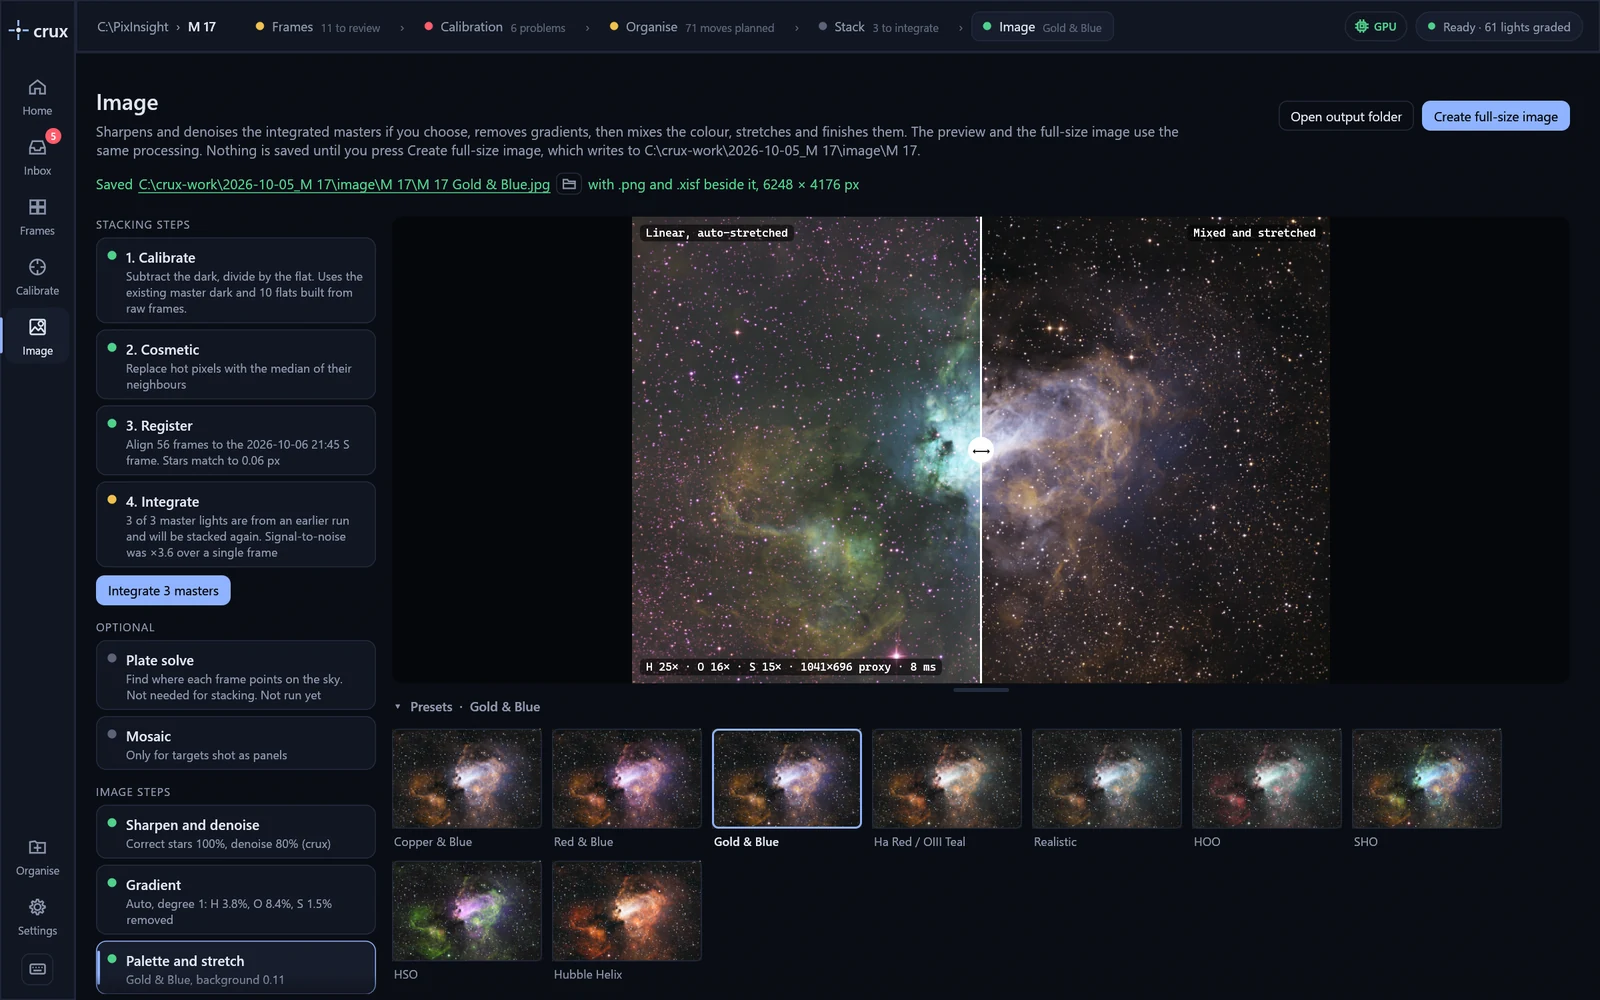 crux
C:\PixInsight › M 17
Frames 11 to review
Calibration 6 problems
Organise 71 moves planned
Stack 3 to integrate
Image Gold & Blue
GPU
Ready · 61 lights graded
Home
5
Inbox
Frames
Calibrate
Image
Organise
Settings
Image
Sharpens and denoises the integrated masters if you choose, removes gradients, then mixes the colour, stretches and finishes them. The preview and the full-size image use the
same processing. Nothing is saved until you press Create full-size image, which writes to C:\crux-work\2026-10-05_M 17\image\M 17.
Open output folder
Create full-size image
Saved C:\crux-work\2026-10-05_M 17\image\M 17\M 17 Gold & Blue.jpg with .png and .xisf beside it, 6248 × 4176 px
STACKING STEPS
1. Calibrate
Subtract the dark, divide by the flat. Uses the
existing master dark and 10 flats built from
raw frames.
2. Cosmetic
Replace hot pixels with the median of their
neighbours
3. Register
Align 56 frames to the 2026-10-06 21:45 S
frame. Stars match to 0.06 px
4. Integrate
3 of 3 master lights are from an earlier run
and will be stacked again. Signal-to-noise
was ×3.6 over a single frame
Integrate 3 masters
OPTIONAL
Plate solve
Find where each frame points on the sky.
Not needed for stacking. Not run yet
Mosaic
Only for targets shot as panels
IMAGE STEPS
Sharpen and denoise
Correct stars 100%, denoise 80% (crux)
Gradient
Auto, degree 1: H 3.8%, O 8.4%, S 1.5%
removed
Palette and stretch
Gold & Blue, background 0.11
Linear, auto-stretched
Mixed and stretched
H 25× · O 16× · S 15× · 1041×696 proxy · 8 ms
Presets · Gold & Blue
Copper & Blue
Red & Blue
Gold & Blue
Ha Red / OIII Teal
Realistic
HOO
SHO
HSO
Hubble Helix